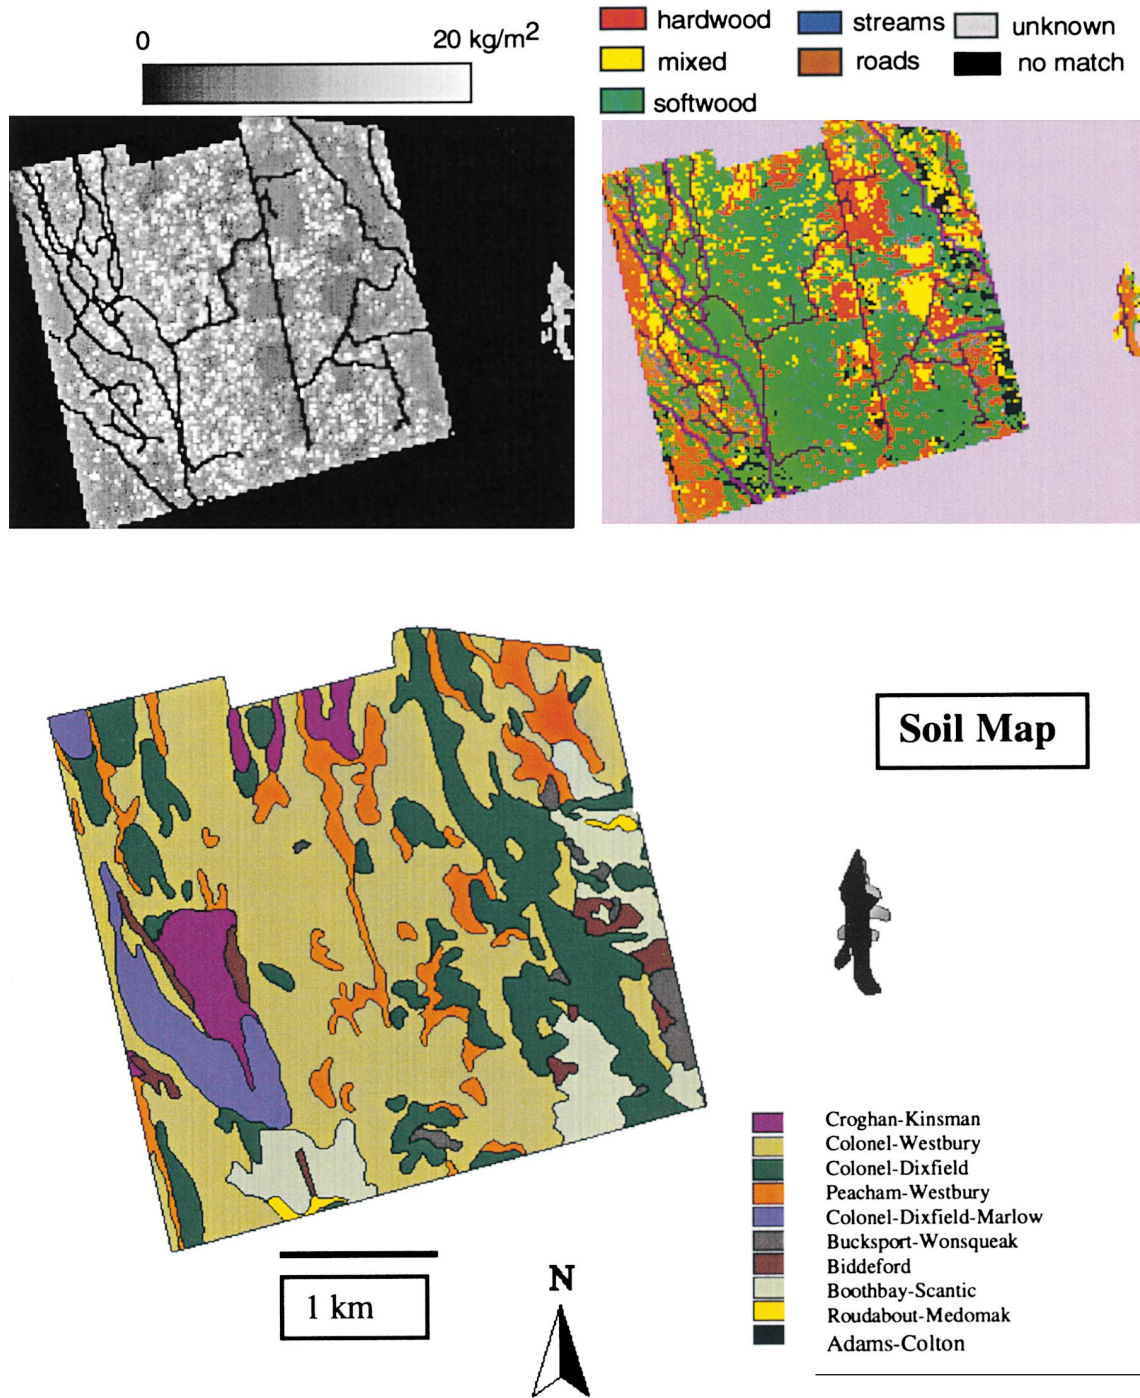 0 20 kg/m2
hardwood streams unknown
mixed roads no match
softwood
Soil Map
Croghan-Kinsman
Colonel-Westbury
Colonel-Dixfield
Peacham-Westbury
Colonel-Dixfield-Marlow
Bucksport-Wonsqueak
Biddeford
Boothbay-Scantic
Roudabout-Medomak
Adams-Colton
1 km
N